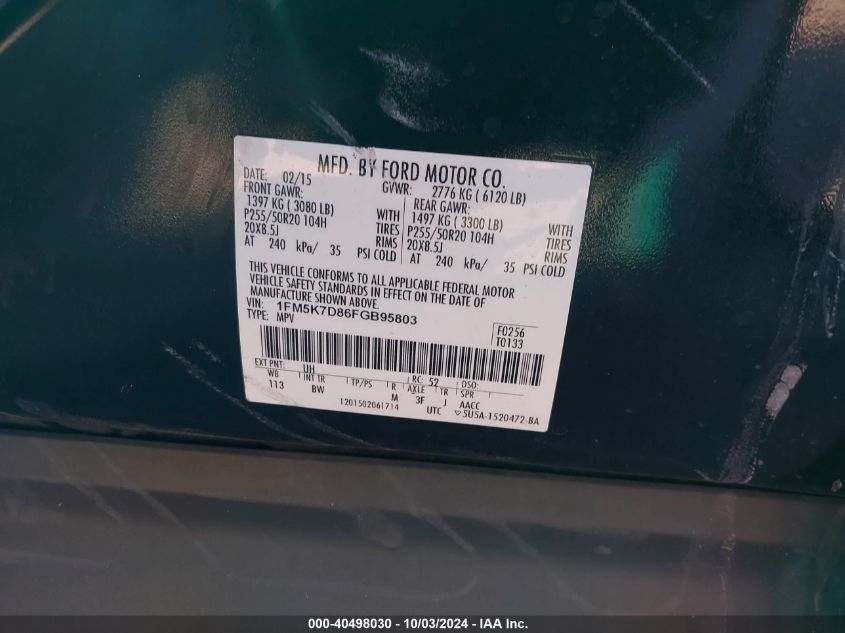 MFD. BY FORD MOTOR CO.
DATE: 02/15 GVWR: 2776 KG ( 6120 LB)
FRONT GAWR: REAR GAWR:
1397 KG ( 3080 LB) WITH 1497 KG ( 3300 LB) WITH
P255/50R20 104H TIRES P255/50R20 104H TIRES
20X8.5J RIMS 20X8.5J RIMS
AT 240 kPa/ 35 PSI COLD AT 240 kPa/ 35 PSI COLD
THIS VEHICLE CONFORMS TO ALL APPLICABLE FEDERAL MOTOR
VEHICLE SAFETY STANDARDS IN EFFECT ON THE DATE OF
MANUFACTURE SHOWN ABOVE.
VIN: 1FM5K7D86FGB95803 F0256
TYPE: MPV T0133
EXT PNT: UH RC: 52 DSO:
WB INT TR TP/PS R AXLE TR SPR
113 BW M 3F J AACC
1201502061714 UTC ▽5U5A-1520472-BA
000-40498030 - 10/03/2024 - IAA Inc.